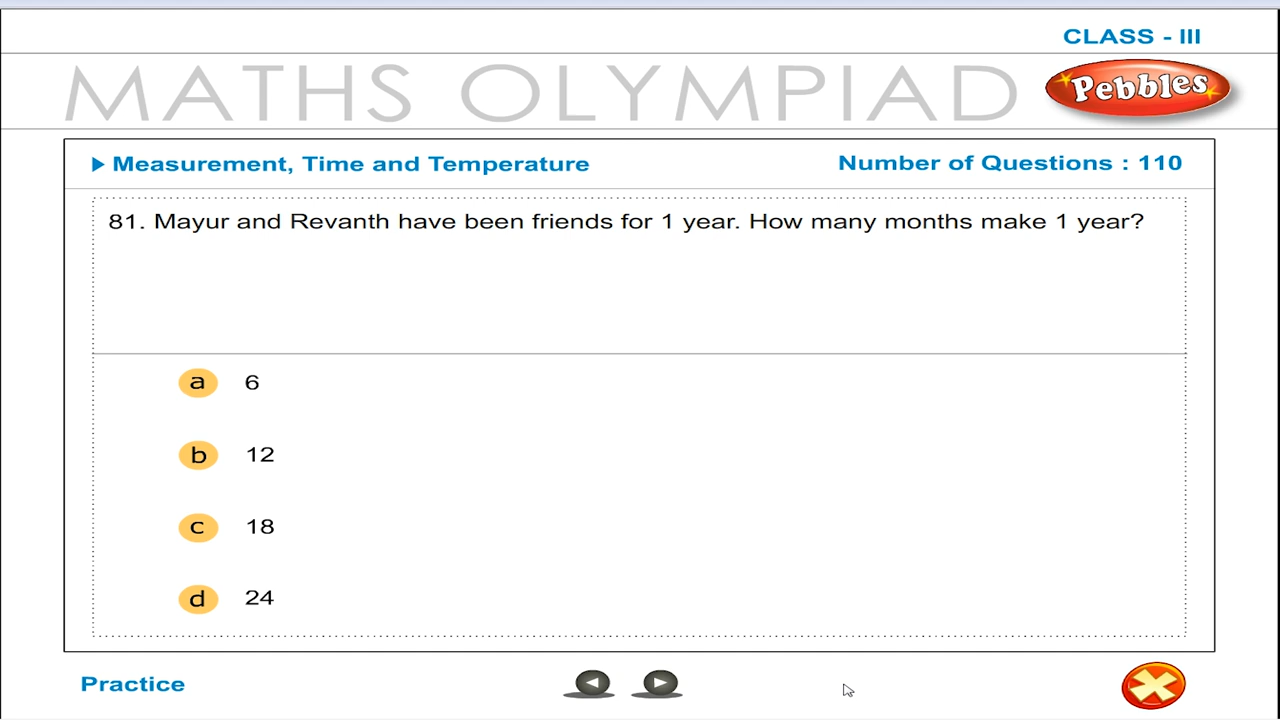 CLASS - III
MATHS OLYMPIAD
Pebbles
Measurement, Time and Temperature
Number of Questions : 110
81. Mayur and Revanth have been friends for 1 year. How many months make 1 year?
a 6
b 12
c 18
d 24
Practice